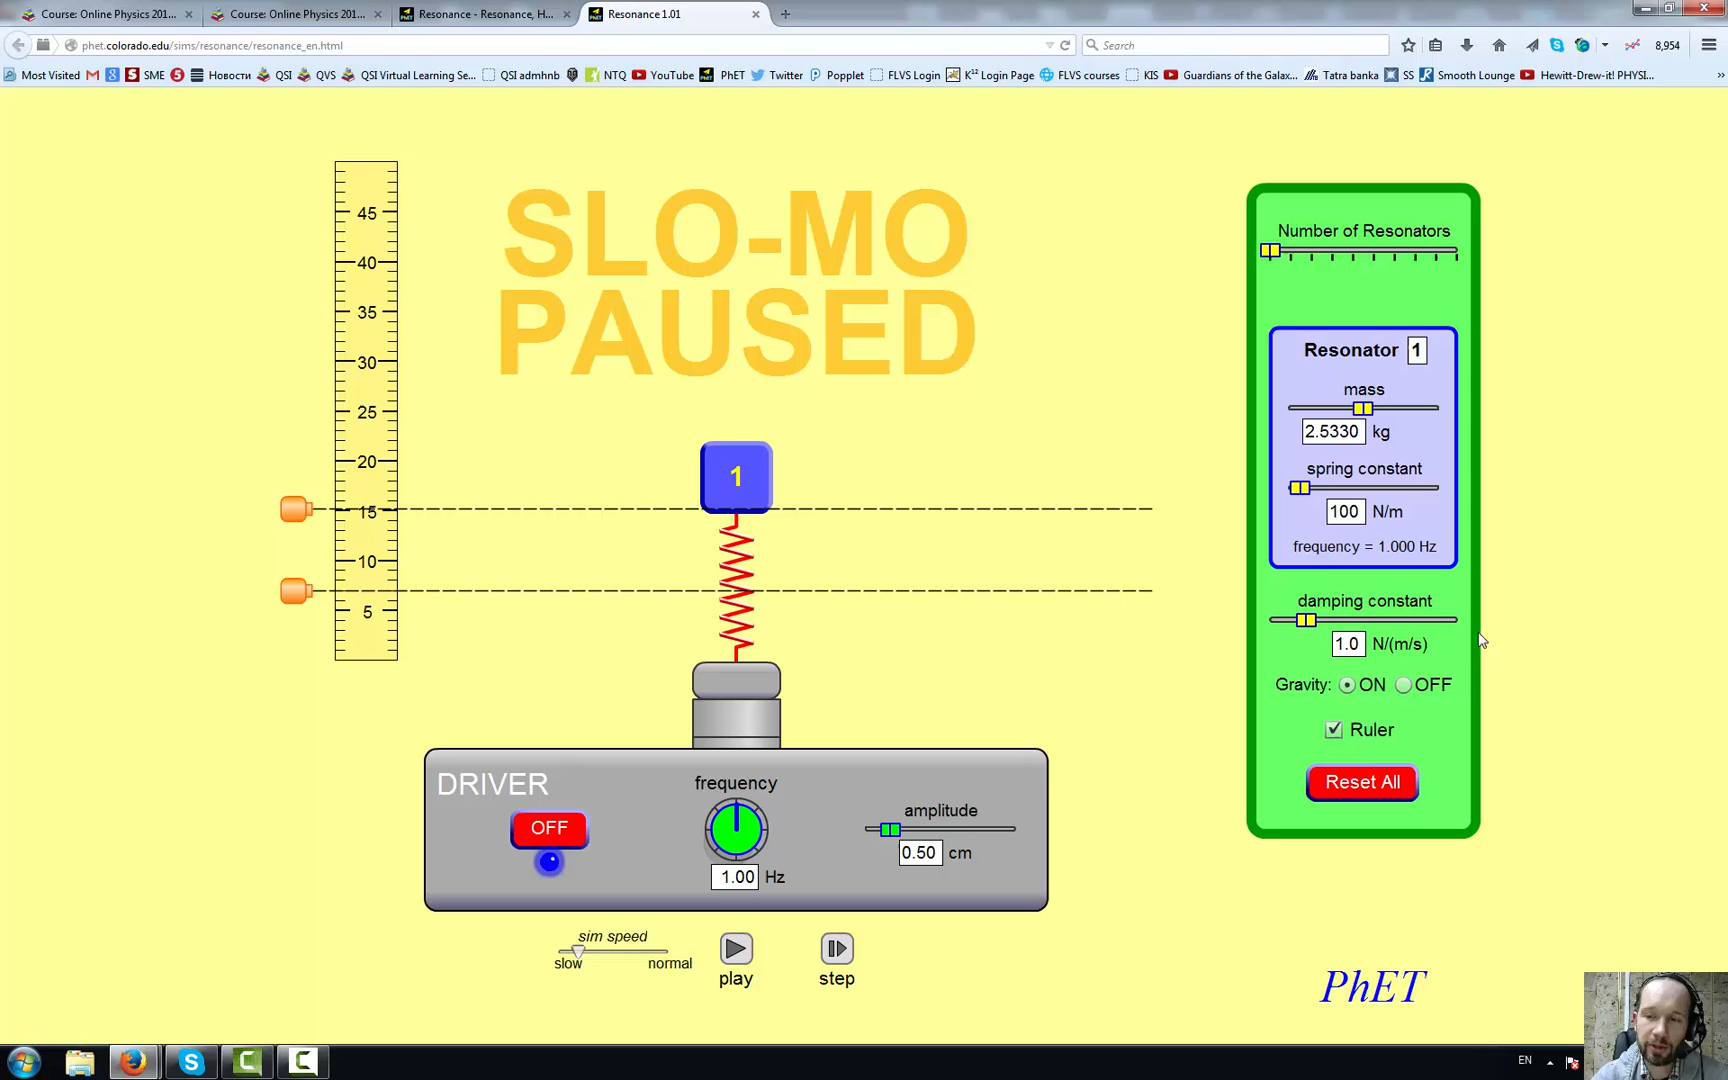 Course: Online Physics 201...
Course: Online Physics 201...
Resonance - Resonance, H...
Resonance 1.01
phet.colorado.edu/sims/resonance/resonance_en.html
Search
8,954
Most Visited
SME
Новости
QSI
QVS
QSI Virtual Learning Se...
QSI admhnb
NTQ
YouTube
PhET
Twitter
Popplet
FLVS Login
K12 Login Page
FLVS courses
KIS
Guardians of the Galax...
Tatra banka
SS
Smooth Lounge
Hewitt-Drew-it! PHYSI...
SLO-MO
PAUSED
45
40
35
30
25
20
15
10
5
1
DRIVER
OFF
frequency
1.00 Hz
amplitude
0.50 cm
sim speed
slow
normal
play
step
Number of Resonators
Resonator 1
mass
2.5330 kg
spring constant
100 N/m
frequency = 1.000 Hz
damping constant
1.0 N/(m/s)
Gravity: ON OFF
Ruler
Reset All
PhET
EN